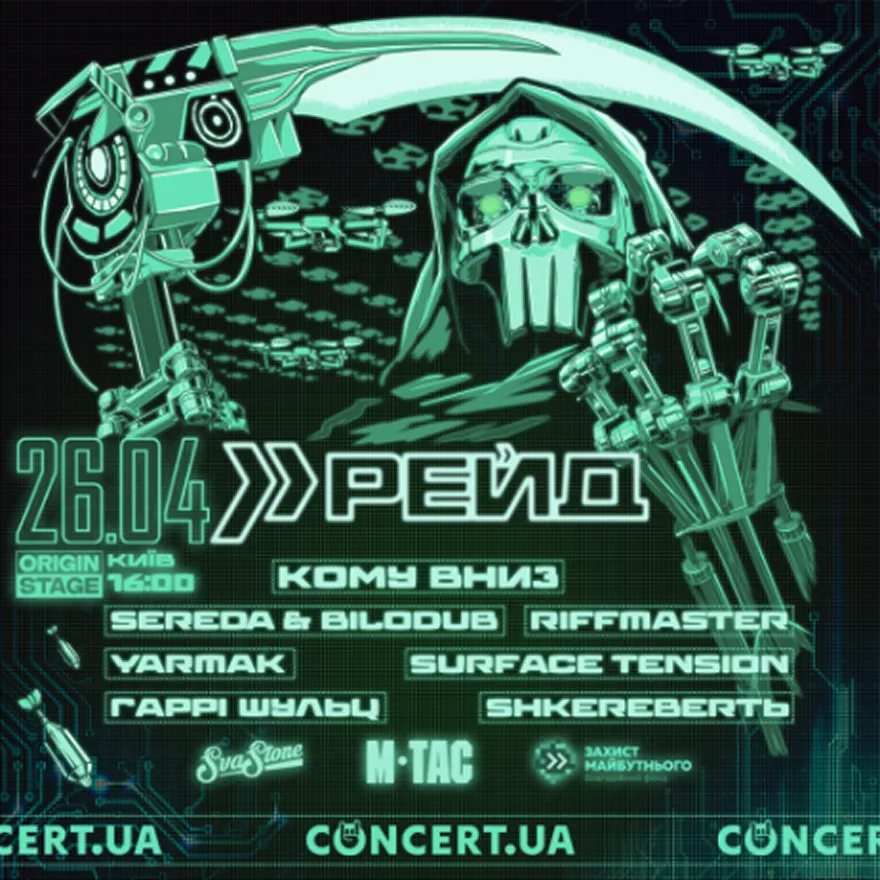 26.04 РЕЙД
ORIGIN STAGE
КИЇВ
16:00
КОМУ ВНИЗ
SEREDA & BILODUB
RIFFMASTER
YARMAK
SURFACE TENSION
ГАРРІ ШУЛЬЦ
SHKEREBERTЬ
SvaStone
M·TAC
ЗАХИСТ
МАЙБУТНЬОГО
CERT.UA CONCERT.UA CONCER